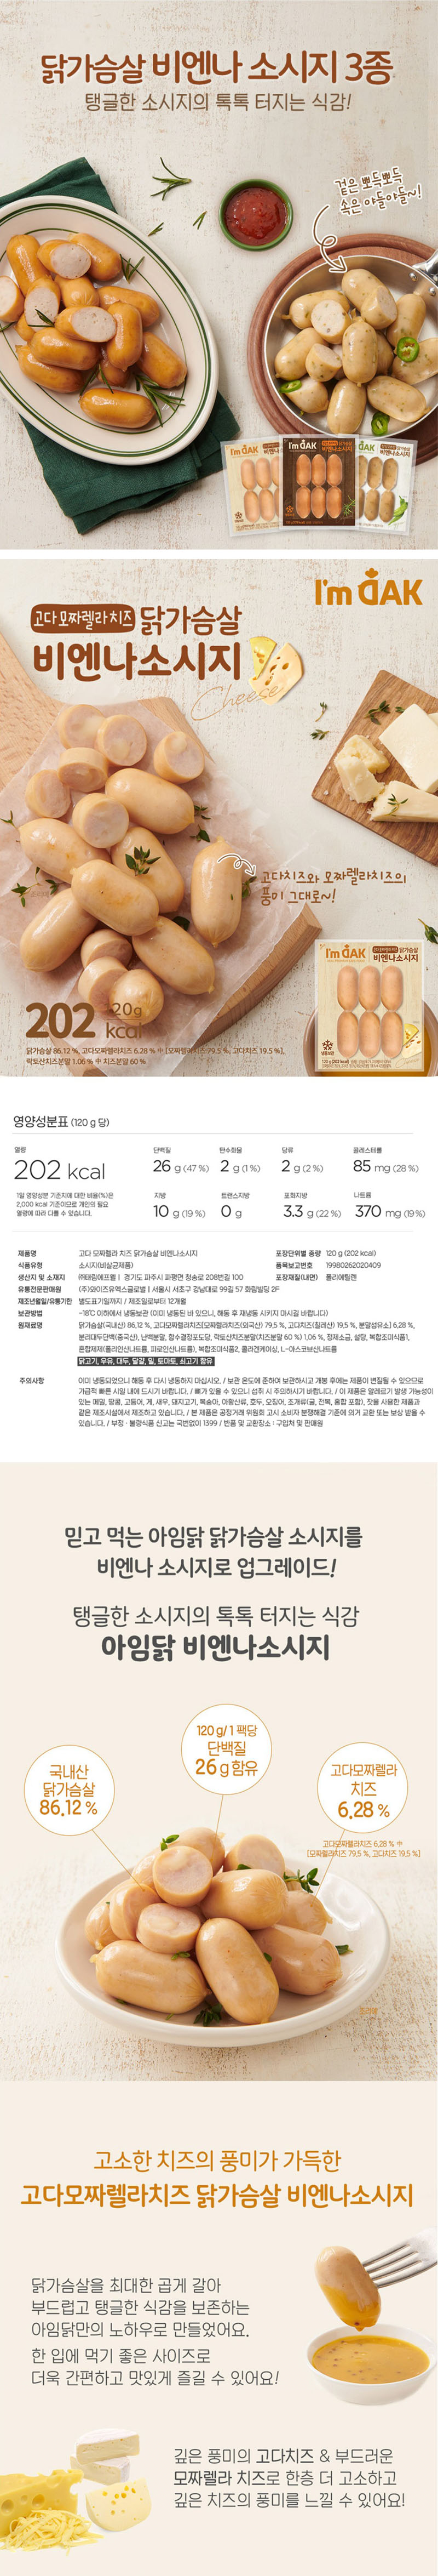 닭가슴살 비엔나 소시지 3종
탱글한 소시지의 톡톡 터지는 식감!
겉은 뽀득뽀득
속은 야들야들~!
I'm DAK
I'm DAK
고다 모짜렐라 치즈 닭가슴살
비엔나소시지
Cheese
고다치즈와 모짜렐라치즈의
풍미 그대로~!
I'm DAK
닭가슴살
비엔나소시지
202 kcal
닭가슴살 86.12 %, 고다모짜렐라치즈 6.28 % 中 [모짜렐라치즈 79.5 %, 고다치즈 19.5 %],
락토산치즈분말 1.06 % 中 치즈분말 60 %
영양성분표 (120 g 당)
열량 단백질 탄수화물 당류 콜레스테롤
202 kcal 26 g (47 %) 2 g (1 %) 2 g (2 %) 85 mg (28 %)
1일 영양성분 기준치에 대한 비율(%)은
2,000 kcal 기준이므로 개인의 필요
열량에 따라 다를 수 있습니다.
지방 트랜스지방 포화지방 나트륨
10 g (19 %) 0 g 3.3 g (22 %) 370 mg (19 %)
제품명 고다 모짜렐라 치즈 닭가슴살 비엔나소시지 포장단위별 중량 120 g (202 kcal)
식품유형 소시지(비살균제품) 품목보고번호 19980262020409
생산지 및 소재지 ㈜태림에프웰 | 경기도 파주시 파평면 청송로 208번길 100 포장재질(내면) 폴리에틸렌
유통전문판매원 (주)와이즈유엑스글로벌 | 서울시 서초구 강남대로 99길 57 화림빌딩 2F
제조년월일/유통기한 별도표기일까지 / 제조일로부터 12개월
보관방법 -18℃ 이하에서 냉동보관 (이미 냉동된 바 있으니, 해동 후 재냉동 시키지 마시길 바랍니다)
원재료명 닭가슴살(국내산) 86.12 %, 고다모짜렐라치즈[모짜렐라치즈(외국산) 79.5 %, 고다치즈(칠레산) 19.5 %, 분말셀유소] 6.28 %,
분리대두단백(중국산), 난백분말, 함수결정포도당, 락토산치즈분말(치즈분말 60 %) 1.06 %, 정제소금, 설탕, 복합조미식품1,
혼합제제(폴리인산나트륨, 피로인산나트륨), 복합조미식품2, 콜라겐케이싱, L-아스코브산나트륨
닭고기, 우유, 대두, 달걀, 밀, 토마토, 쇠고기 함유
주의사항 이미 냉동되었으니 해동 후 다시 냉동하지 마십시오. / 보관 온도에 준하여 보관하시고 개봉 후에는 제품이 변질될 수 있으므로
가급적 빠른 시일 내에 드시기 바랍니다. / 뼈가 있을 수 있으니 섭취 시 주의하시기 바랍니다. / 이 제품은 알레르기 발생 가능성이
있는 메밀, 땅콩, 고등어, 게, 새우, 돼지고기, 복숭아, 아황산류, 호두, 오징어, 조개류(굴, 전복, 홍합 포함), 잣을 사용한 제품과
같은 제조시설에서 제조하고 있습니다. / 본 제품은 공정거래 위원회 고시 소비자 분쟁해결 기준에 의거 교환 또는 보상 받을 수
있습니다. / 부정 · 불량식품 신고는 국번없이 1399 / 반품 및 교환장소 : 구입처 및 판매원
믿고 먹는 아임닭 닭가슴살 소시지를
비엔나 소시지로 업그레이드!
탱글한 소시지의 톡톡 터지는 식감
아임닭 비엔나소시지
120 g/ 1 팩당
단백질
26 g 함유
국내산
닭가슴살
86.12 %
고다모짜렐라
치즈
6.28 %
고다모짜렐라치즈 6.28 % 中
[모짜렐라치즈 79.5 %, 고다치즈 19.5 %]
고소한 치즈의 풍미가 가득한
고다모짜렐라치즈 닭가슴살 비엔나소시지
닭가슴살을 최대한 곱게 갈아
부드럽고 탱글한 식감을 보존하는
아임닭만의 노하우로 만들었어요.
한 입에 먹기 좋은 사이즈로
더욱 간편하고 맛있게 즐길 수 있어요!
깊은 풍미의 고다치즈 & 부드러운
모짜렐라 치즈로 한층 더 고소하고
깊은 치즈의 풍미를 느낄 수 있어요!